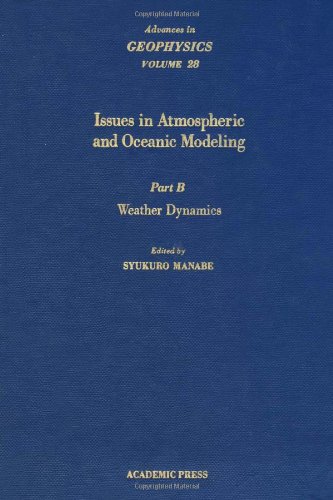 Advances in
GEOPHYSICS
VOLUME 28
Issues in Atmospheric
and Oceanic Modeling
Part B
Weather Dynamics
Edited by
SYUKURO MANABE
ACADEMIC PRESS